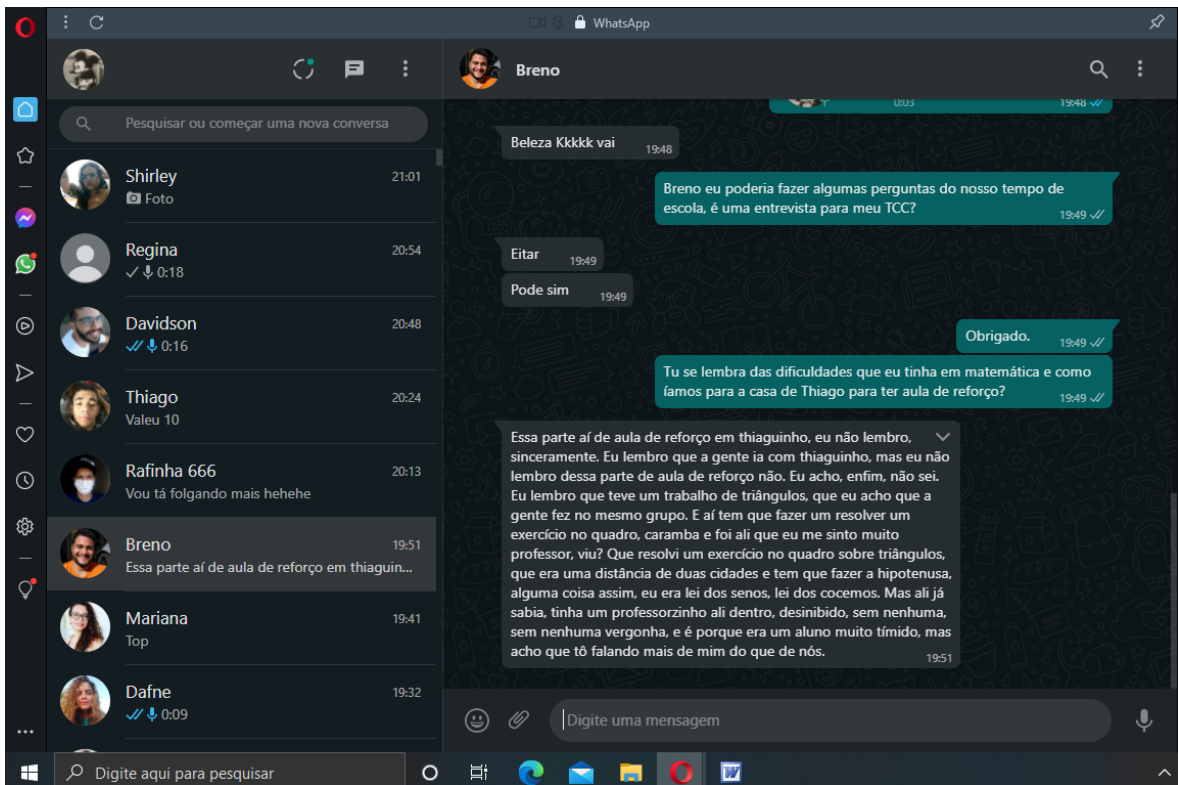 WhatsApp
Pesquisar ou começar uma nova conversa
Shirley 21:01
Foto
Regina 20:54
0:18
Davidson 20:48
0:16
Thiago 20:24
Valeu 10
Rafinha 666 20:13
Vou tá folgando mais hehehe
Breno 19:51
Essa parte aí de aula de reforço em thiaguin...
Mariana 19:41
Top
Dafne 19:32
0:09
Breno
0:03 19:48
Beleza Kkkkk vai 19:48
Breno eu poderia fazer algumas perguntas do nosso tempo de
escola, é uma entrevista para meu TCC? 19:49
Eitar 19:49
Pode sim 19:49
Obrigado. 19:49
Tu se lembra das dificuldades que eu tinha em matemática e como
íamos para a casa de Thiago para ter aula de reforço? 19:49
Essa parte aí de aula de reforço em thiaguinho, eu não lembro,
sinceramente. Eu lembro que a gente ia com thiaguinho, mas eu não
lembro dessa parte de aula de reforço não. Eu acho, enfim, não sei.
Eu lembro que teve um trabalho de triângulos, que eu acho que a
gente fez no mesmo grupo. E aí tem que fazer um resolver um
exercício no quadro, caramba e foi ali que eu me sinto muito
professor, viu? Que resolvi um exercício no quadro sobre triângulos,
que era uma distância de duas cidades e tem que fazer a hipotenusa,
alguma coisa assim, eu era lei dos senos, lei dos cocemos. Mas ali já
sabia, tinha um professorzinho ali dentro, desinibido, sem nenhuma,
sem nenhuma vergonha, e é porque era um aluno muito tímido, mas
acho que tô falando mais de mim do que de nós. 19:51
Digite uma mensagem
Digite aqui para pesquisar